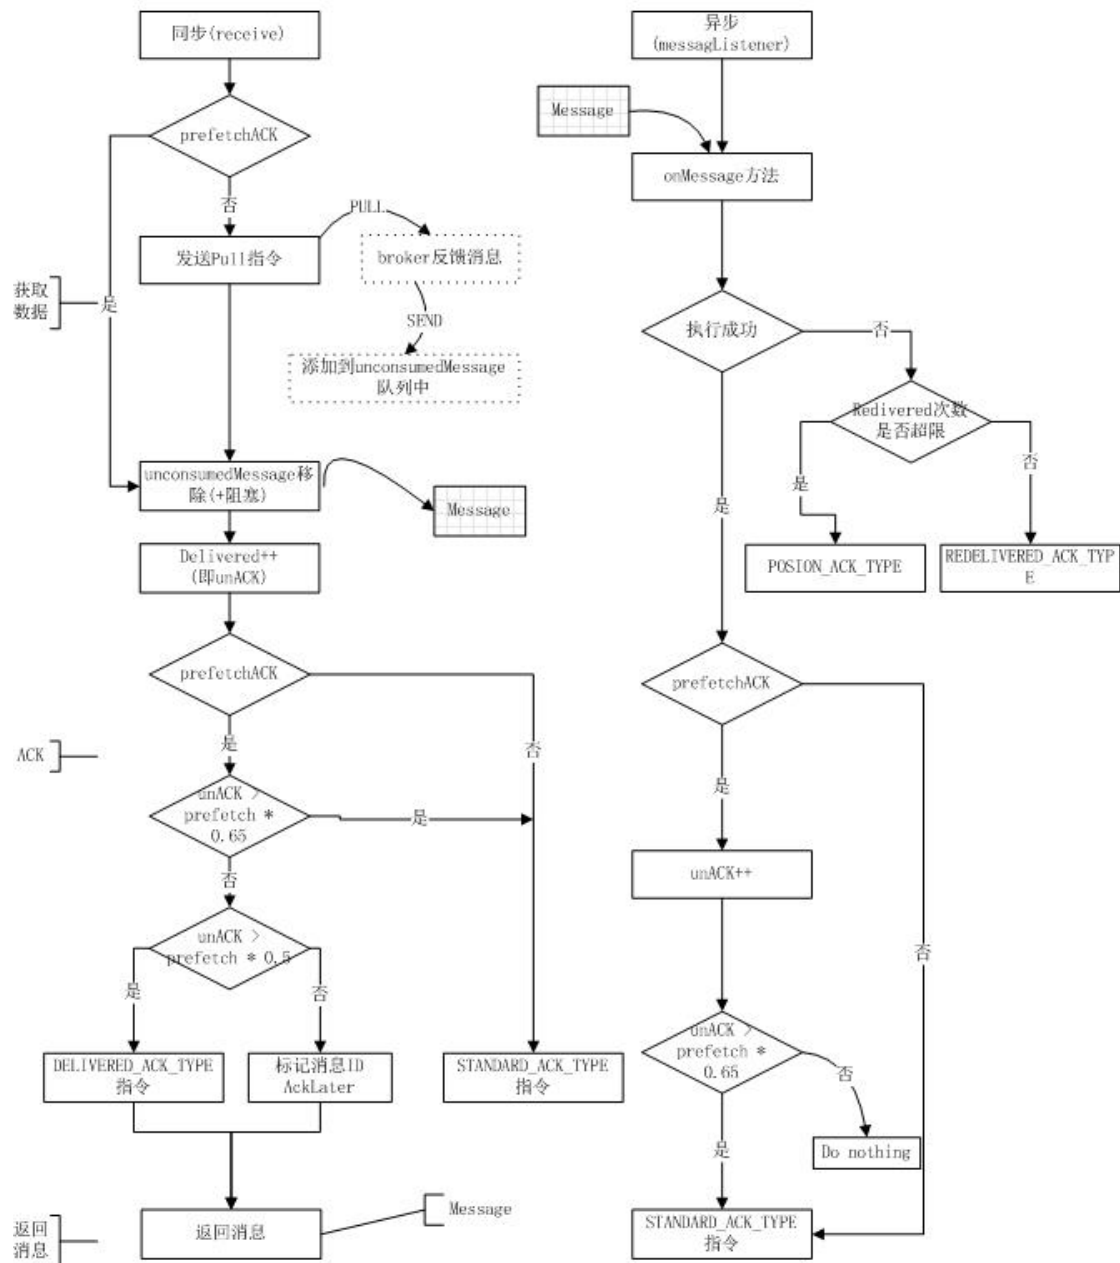 同步(receive)
prefetchACK
否
发送Pull指令
PULL
broker反馈消息
SEND
添加到unconsumedMessage
队列中
获取
数据
是
unconsumedMessage移
除(+阻塞)
Message
Delivered++
(即unACK)
prefetchACK
是
否
ACK
unACK >
prefetch *
0.65
是
否
unACK >
prefetch * 0.5
是
否
DELIVERED_ACK_TYPE
指令
标记消息ID
AckLater
STANDARD_ACK_TYPE
指令
返回
消息
返回消息
Message
异步
(messagListener)
Message
onMessage方法
执行成功
否
Redivered次数
是否超限
是
否
POSION_ACK_TYPE
REDELIVERED_ACK_TYP
E
是
prefetchACK
是
否
unACK++
unACK >
prefetch *
0.65
否
Do nothing
是
STANDARD_ACK_TYPE
指令